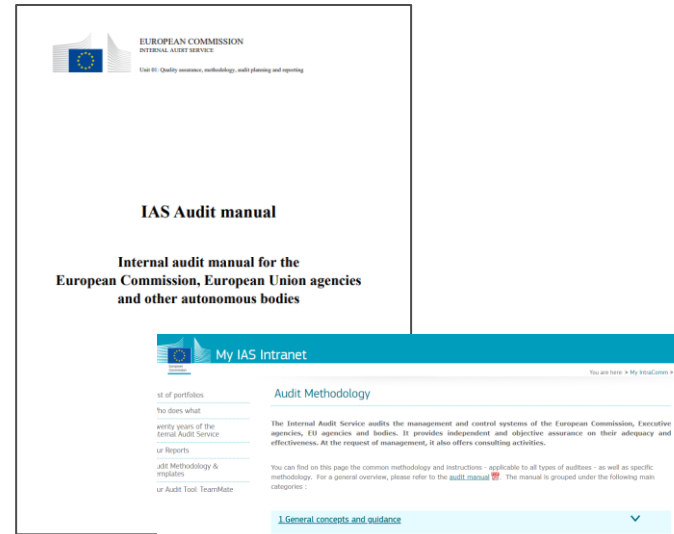 EUROPEAN COMMISSION
INTERNAL AUDIT SERVICE
Unit 01: Quality assurance, methodology, audit planning and reporting
IAS Audit manual
Internal audit manual for the
European Commission, European Union agencies
and other autonomous bodies
My IAS Intranet
European
Commission
You are here: > My IntraComm >
st of portfolios
ho does what
wenty years of the
ternal Audit Service
ur Reports
udit Methodology &
emplates
ur Audit Tool: TeamMate
Audit Methodology
The Internal Audit Service audits the management and control systems of the European Commission, Executive
agencies, EU agencies and bodies. It provides independent and objective assurance on their adequacy and
effectiveness. At the request of management, it also offers consulting activities.
You can find on this page the common methodology and instructions - applicable to all types of auditees - as well as specific
methodology. For a general overview, please refer to the audit manual. The manual is grouped under the following main
categories :
1.General concepts and guidance